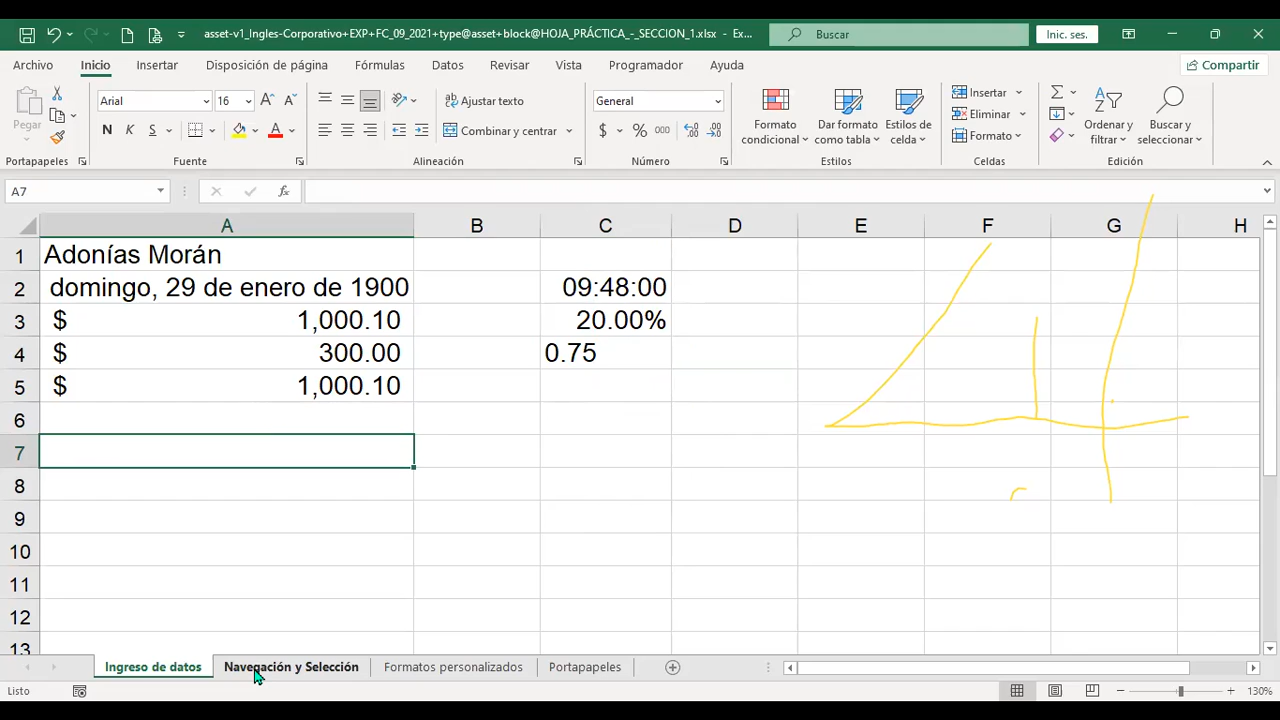 asset-v1_Ingles-Corporativo+EXP+FC_09_2021+type@asset+block@HOJA_PRÁCTICA_-_SECCION_1.xlsx - Ex...
Buscar
Inic. ses.
Archivo Inicio Insertar Disposición de página Fórmulas Datos Revisar Vista Programador Ayuda Compartir
Pegar
Arial 16
Ajustar texto
General
Formato condicional
Dar formato como tabla
Estilos de celda
Insertar
Eliminar
Formato
Ordenar y filtrar
Buscar y seleccionar
N K S
Combinar y centrar
$ % 000
Portapapeles Fuente Alineación Número Estilos Celdas Edición
A7 fx
A B C D E F G H
1 Adonías Morán
2 domingo, 29 de enero de 1900 09:48:00
3 $ 1,000.10 20.00%
4 $ 300.00 0.75
5 $ 1,000.10
6
7
8
9
10
11
12
13
Ingreso de datos Navegación y Selección Formatos personalizados Portapapeles
Listo 130%